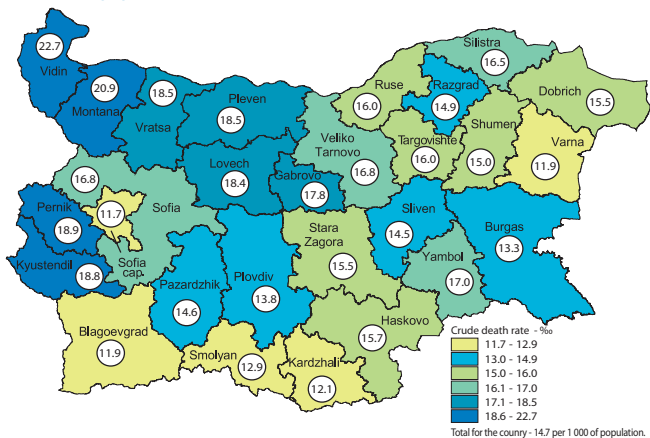 22.7
Vidin
20.9
Montana
18.5
Vratsa
Pleven
18.5
Lovech
18.4
Gabrovo
17.8
Veliko
Tarnovo
16.8
Ruse
16.0
Razgrad
14.9
Silistra
16.5
Dobrich
15.5
Targovishte
16.0
Shumen
15.0
Varna
11.9
16.8
Sofia
Pernik
18.9
11.7
Sofia
cap.
Kyustendil
18.8
Pazardzhik
14.6
Plovdiv
13.8
Stara
Zagora
15.5
Sliven
14.5
Burgas
13.3
Yambol
17.0
Blagoevgrad
11.9
Smolyan
12.9
Kardzhali
12.1
Haskovo
15.7
Crude death rate - ‰
11.7 - 12.9
13.0 - 14.9
15.0 - 16.0
16.1 - 17.0
17.1 - 18.5
18.6 - 22.7
Total for the couny - 14.7 per 1 000 of population.